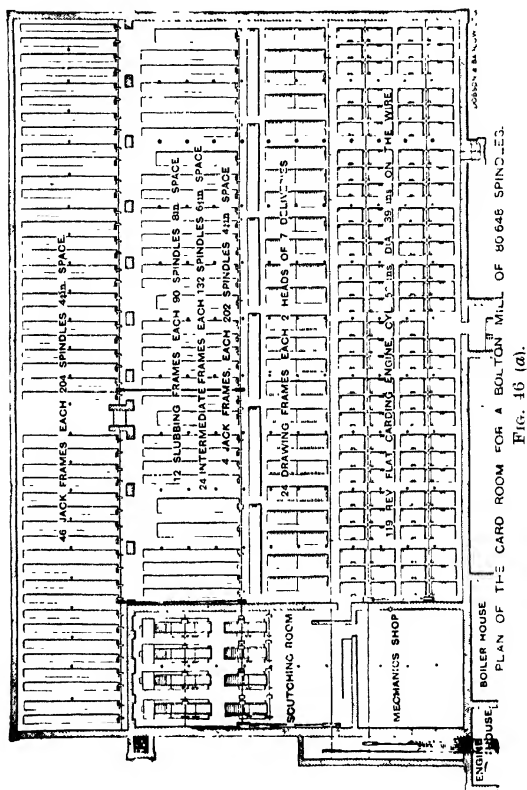 46 JACK FRAMES EACH 204 SPINDLES 4½in SPACE
12 SLUBBING FRAMES EACH 90 SPINDLES 8in SPACE
24 INTERMEDIATE FRAMES EACH 132 SPINDLES 6½in SPACE
4 JACK FRAMES, EACH 202 SPINDLES 4½in SPACE
24 DRAWING FRAMES EACH 2 HEADS OF 7 DELIVERIES
119 REV FLAT CARDING ENGINE, CYL 50 ins DIA 39 ins ON THE WIRE
SCUTCHING ROOM
MECHANICS SHOP
DOBSON & BARLOW
BOILER HOUSE
ENGINE HOUSE.
PLAN OF THE CARD ROOM FOR A BOLTON MILL OF 80 648 SPINDLES.
FIG. 46 (a).